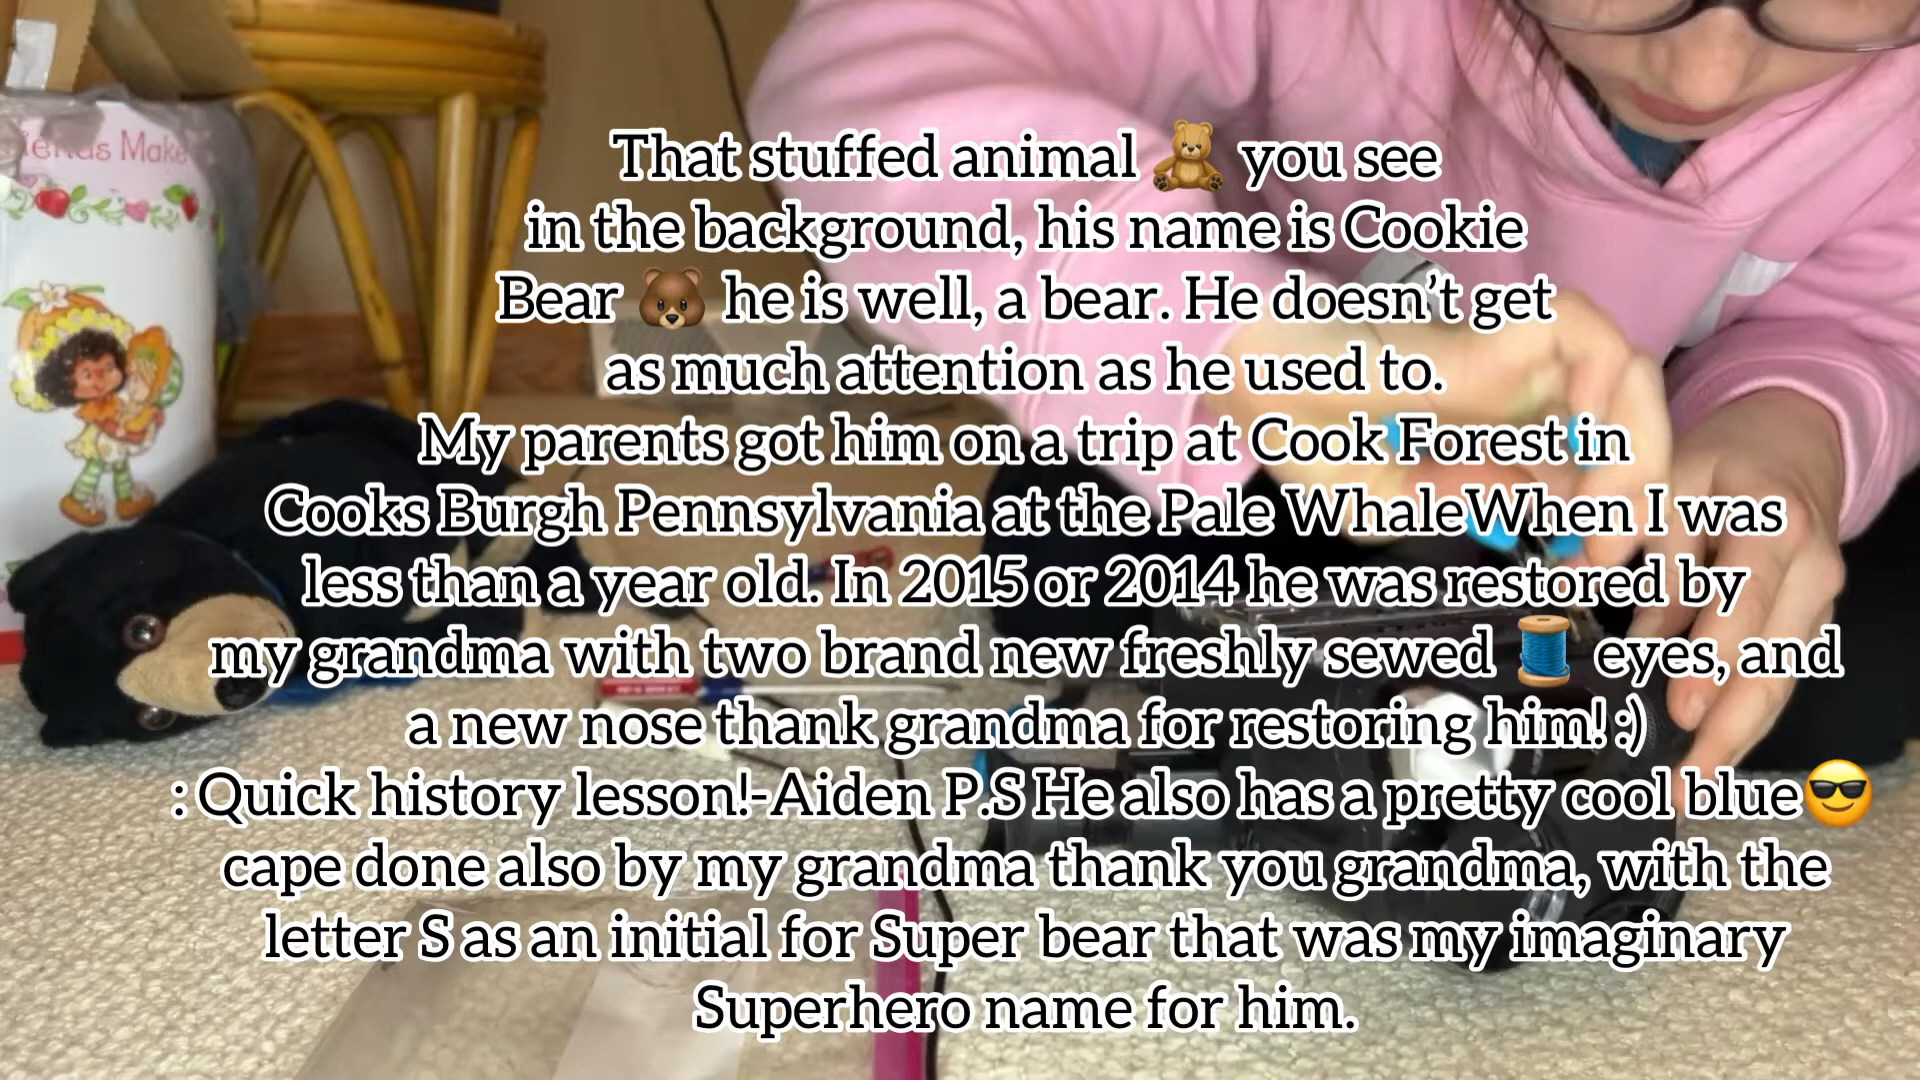 That stuffed animal 🧸 you see
in the background, his name is Cookie
Bear 🐻 he is well, a bear. He doesn’t get
as much attention as he used to.
My parents got him on a trip at Cook Forest in
Cooks Burgh Pennsylvania at the Pale WhaleWhen I was
less than a year old. In 2015 or 2014 he was restored by
my grandma with two brand new freshly sewed 🧵 eyes, and
a new nose thank grandma for restoring him! :)
: Quick history lesson!-Aiden P.S He also has a pretty cool blue😎
cape done also by my grandma thank you grandma, with the
letter S as an initial for Super bear that was my imaginary
Superhero name for him.
Make